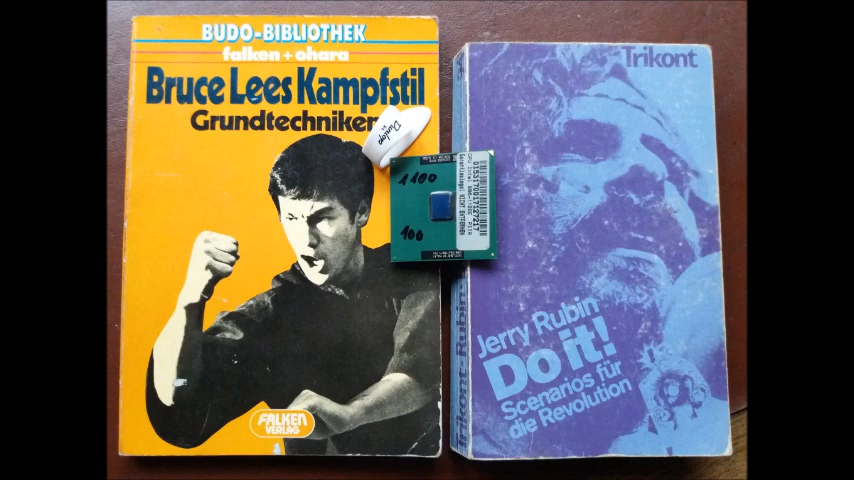 BUDO-BIBLIOTHEK
falken + ohara
Bruce Lees Kampfstil
Grundtechniken
Dunlop
1100
100
Trikont
Jerry Rubin
Do it!
Scenarios für
die Revolution
Trikont·Rubin
FALKEN
VERLAG